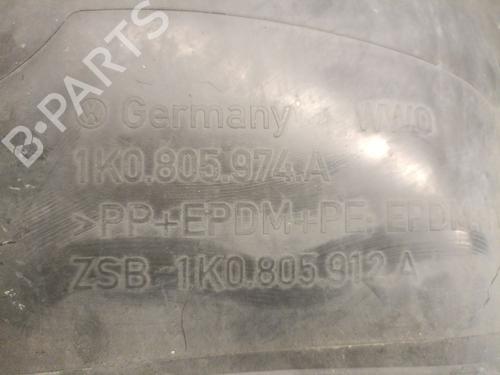 B-PARTS
Germany
1K0.805.974.A
>PP+EPDM+PE. EPDM
ZSB 1K0.805.912 A